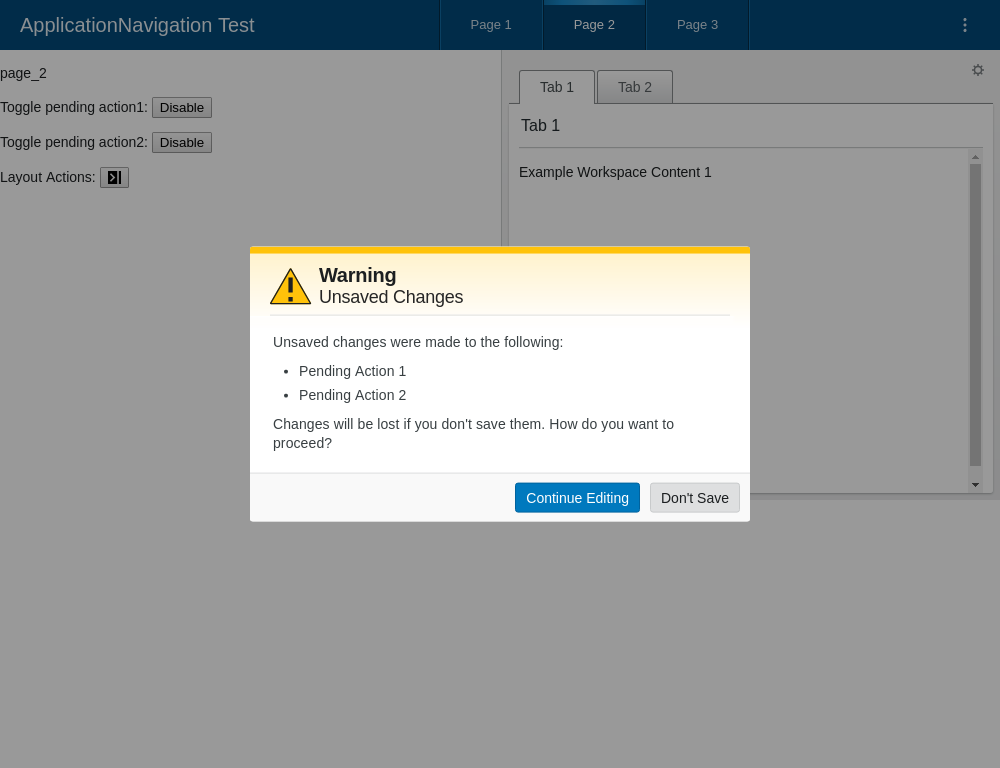 ApplicationNavigation Test
Page 1
Page 2
Page 3
page_2
Toggle pending action1: Disable
Toggle pending action2: Disable
Layout Actions:
Tab 1
Tab 2
Tab 1
Example Workspace Content 1
Warning
Unsaved Changes
Unsaved changes were made to the following:
• Pending Action 1
• Pending Action 2
Changes will be lost if you don't save them. How do you want to
proceed?
Continue Editing
Don't Save